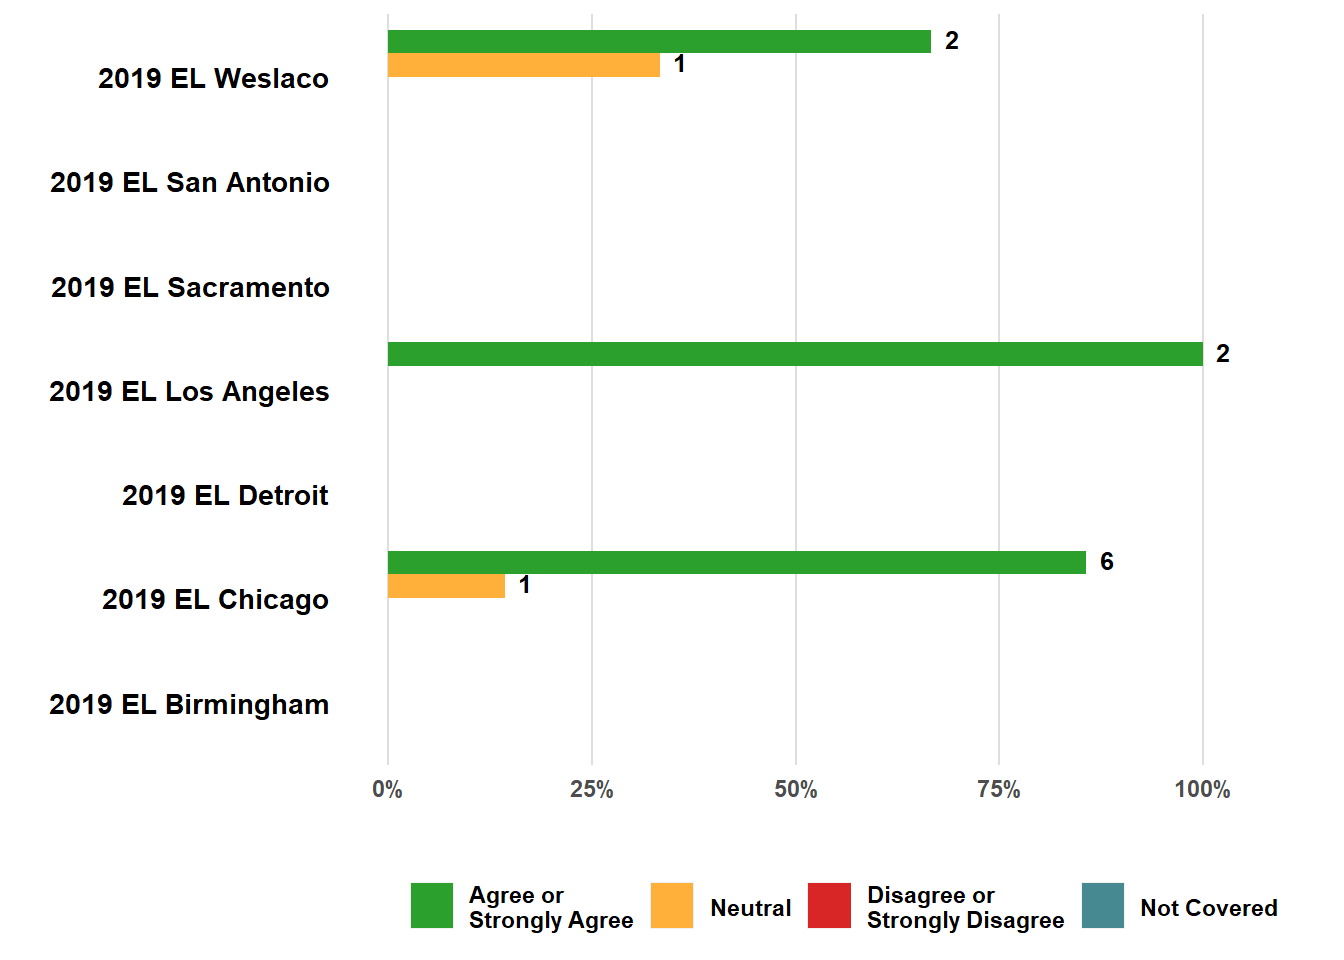 2
1
2019 EL Weslaco
2019 EL San Antonio
2019 EL Sacramento
2
2019 EL Los Angeles
2019 EL Detroit
6
1
2019 EL Chicago
2019 EL Birmingham
0% 25% 50% 75% 100%
Agree or
Strongly Agree
Neutral
Disagree or
Strongly Disagree
Not Covered